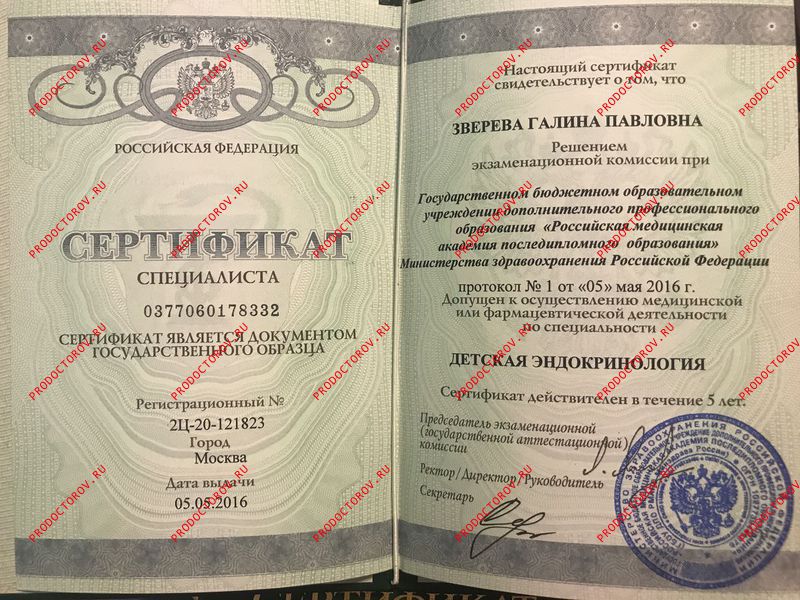 РОССИЙСКАЯ ФЕДЕРАЦИЯ
СЕРТИФИКАТ
СПЕЦИАЛИСТА
0377060178332
СЕРТИФИКАТ ЯВЛЯЕТСЯ ДОКУМЕНТОМ
ГОСУДАРСТВЕННОГО ОБРАЗЦА
Регистрационный №
2Ц-20-121823
Город
Москва
Дата выдачи
05.05.2016
Настоящий сертификат
свидетельствует о том, что
ЗВЕРЕВА ГАЛИНА ПАВЛОВНА
Решением
экзаменационной комиссии при
Государственном бюджетном образовательном
учреждении дополнительного профессионального
образования «Российская медицинская
академия последипломного образования»
Министерства здравоохранения Российской Федерации
протокол № 1 от «05» мая 2016 г.
Допущен к осуществлению медицинской
или фармацевтической деятельности
по специальности
ДЕТСКАЯ ЭНДОКРИНОЛОГИЯ
Сертификат действителен в течение 5 лет.
Председатель экзаменационной
(государственной аттестационной)
комиссии
Ректор/Директор/Руководитель
Секретарь
СЕРТИФИКАТ
PRODOCTOROV.RU